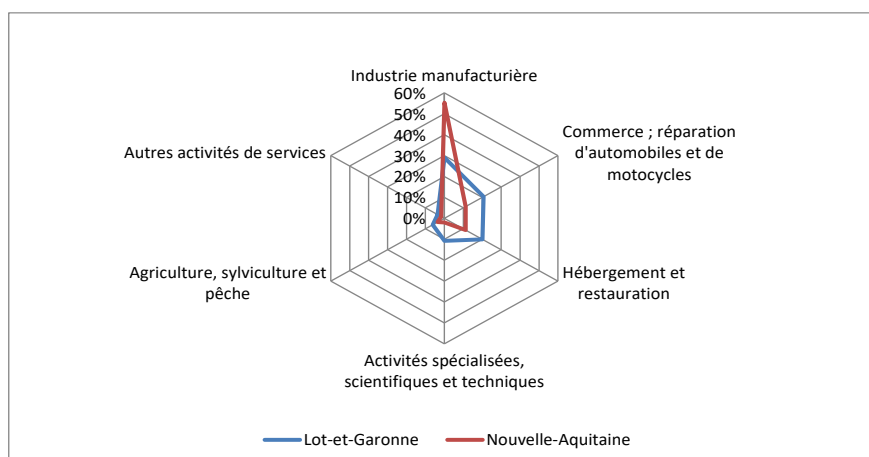 Industrie manufacturière
60%
50%
40%
30%
20%
10%
0%
Commerce ; réparation
d'automobiles et de
motocycles
Hébergement et
restauration
Activités spécialisées,
scientifiques et techniques
Agriculture, sylviculture et
pêche
Autres activités de services
Lot-et-Garonne
Nouvelle-Aquitaine